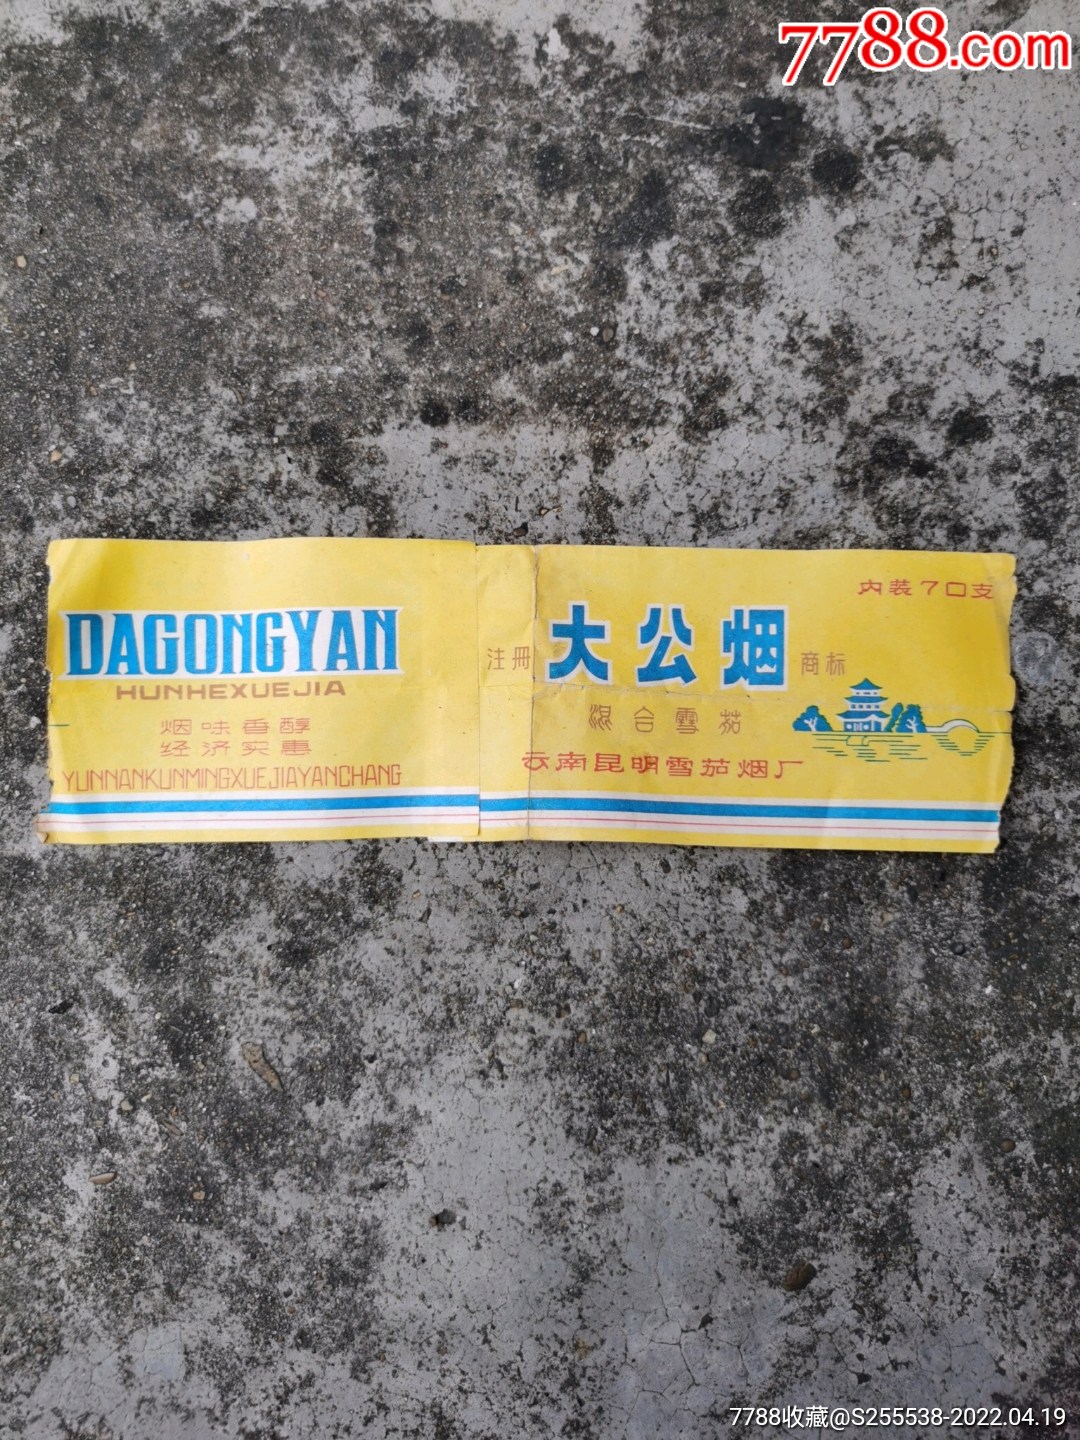 7788.com
DAGONGYAN
HUNHEXUEJIA
烟味香醇
经济实惠
YUNNANKUNMINGXUEJIAYANCHANG
内装70支
注册 大公烟 商标
混合雪茄
云南昆明雪茄烟厂
7788收藏@S255538-2022.04.19